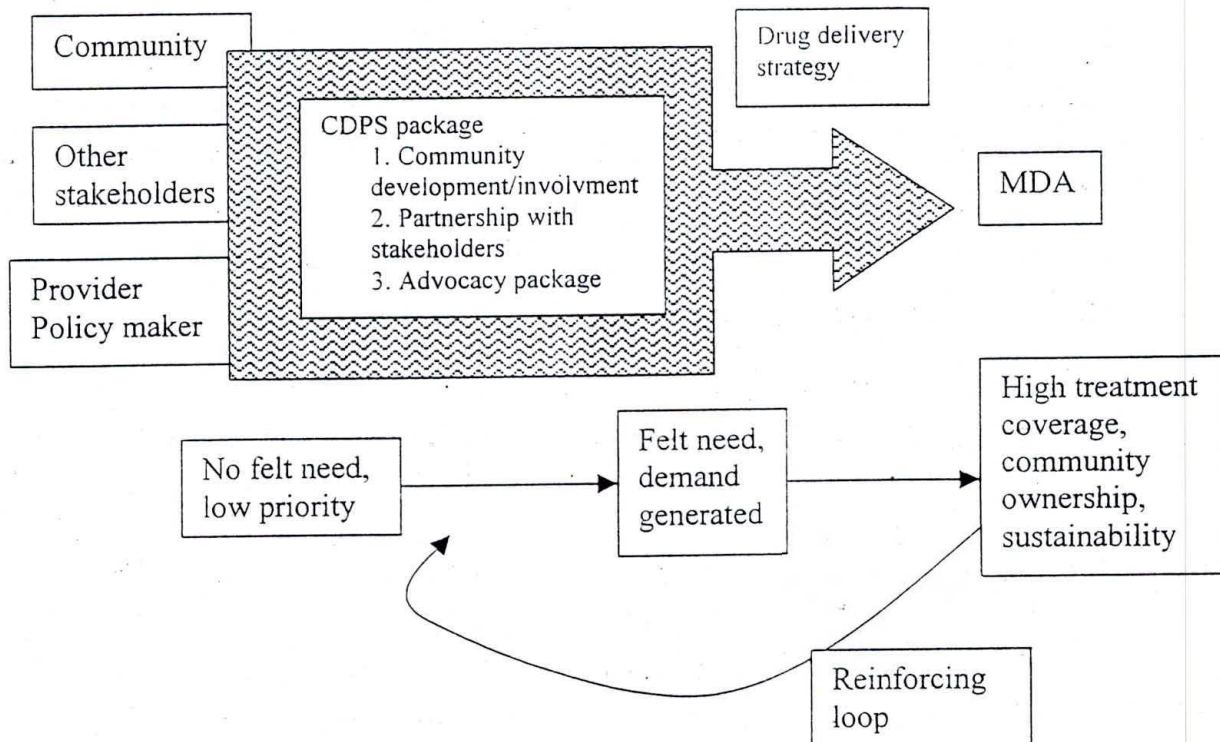 Community
Other
stakeholders
Provider
Policy maker
CDPS package
1. Community
development/involvment
2. Partnership with
stakeholders
3. Advocacy package
Drug delivery
strategy
MDA
No felt need,
low priority
Felt need,
demand
generated
High treatment
coverage,
community
ownership,
sustainability
Reinforcing
loop